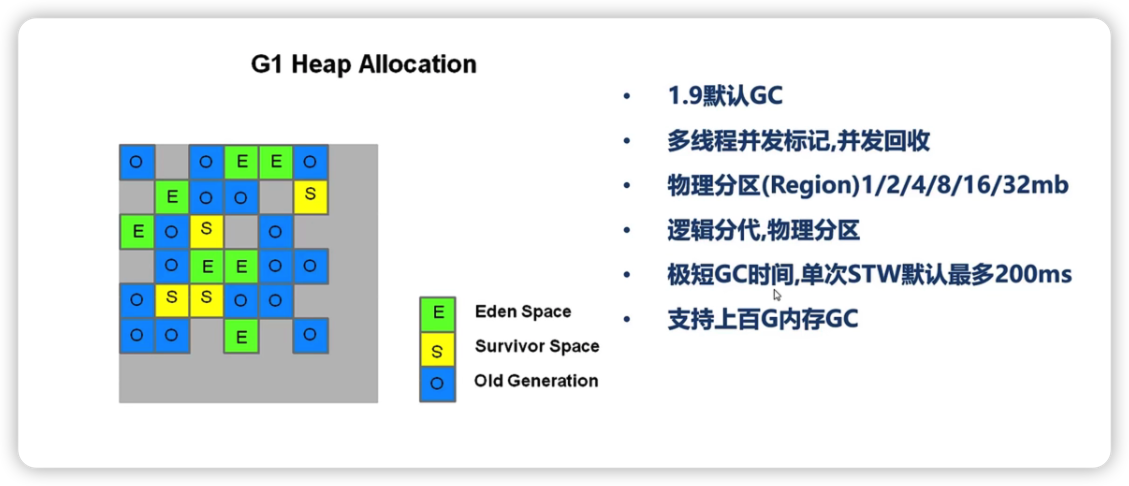 G1 Heap Allocation
O O E E O
E O O S
E O S O
O E E O O
O S S O O
O O E O
E Eden Space
S Survivor Space
O Old Generation
• 1.9默认GC
• 多线程并发标记,并发回收
• 物理分区(Region)1/2/4/8/16/32mb
• 逻辑分代,物理分区
• 极短GC时间,单次STW默认最多200ms
• 支持上百G内存GC